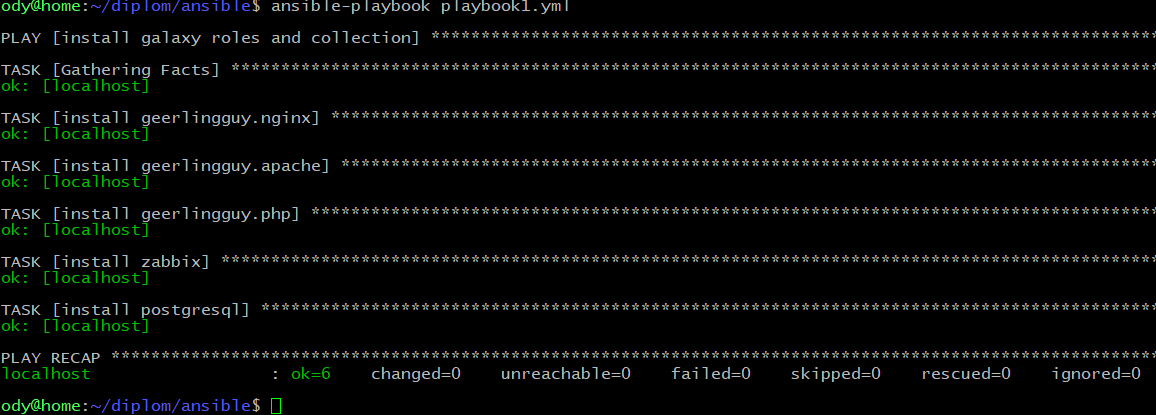 ody@home:~/diplom/ansible$ ansible-playbook playbook1.yml
PLAY [install galaxy roles and collection] *************************************************************************
TASK [Gathering Facts] *********************************************************************************************
ok: [localhost]
TASK [install geerlingguy.nginx] ***********************************************************************************
ok: [localhost]
TASK [install geerlingguy.apache] **********************************************************************************
ok: [localhost]
TASK [install geerlingguy.php] *************************************************************************************
ok: [localhost]
TASK [install zabbix] **********************************************************************************************
ok: [localhost]
TASK [install postgresql] ******************************************************************************************
ok: [localhost]
PLAY RECAP *********************************************************************************************************
localhost                  : ok=6    changed=0    unreachable=0    failed=0    skipped=0    rescued=0    ignored=0
ody@home:~/diplom/ansible$